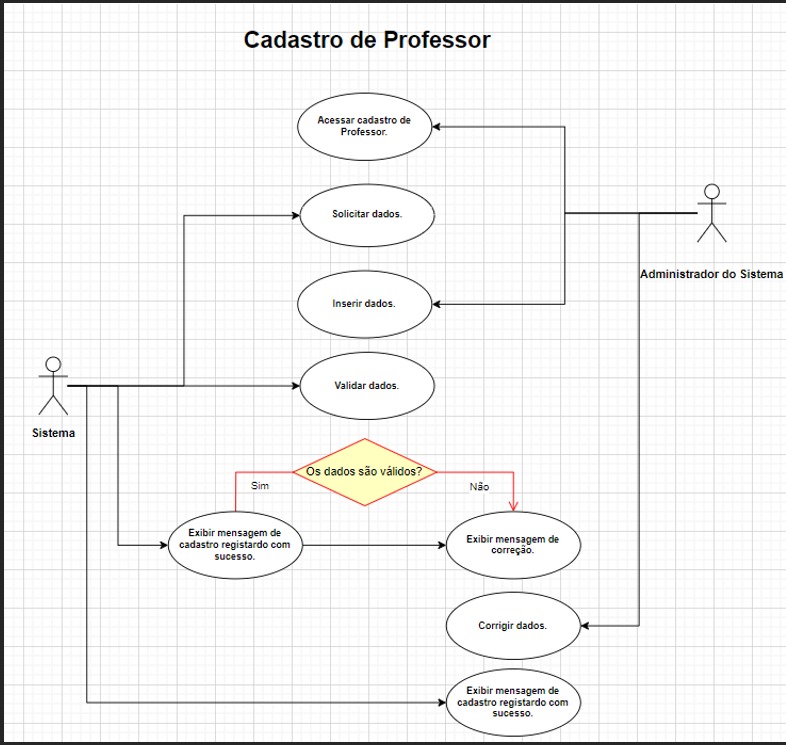 Cadastro de Professor
Acessar cadastro de
Professor.
Solicitar dados.
Administrador do Sistema
Inserir dados.
Validar dados.
Sistema
Os dados são válidos?
Sim
Não
Exibir mensagem de
cadastro registardo com
sucesso.
Exibir mensagem de
correção.
Corrigir dados.
Exibir mensagem de
cadastro registardo com
sucesso.